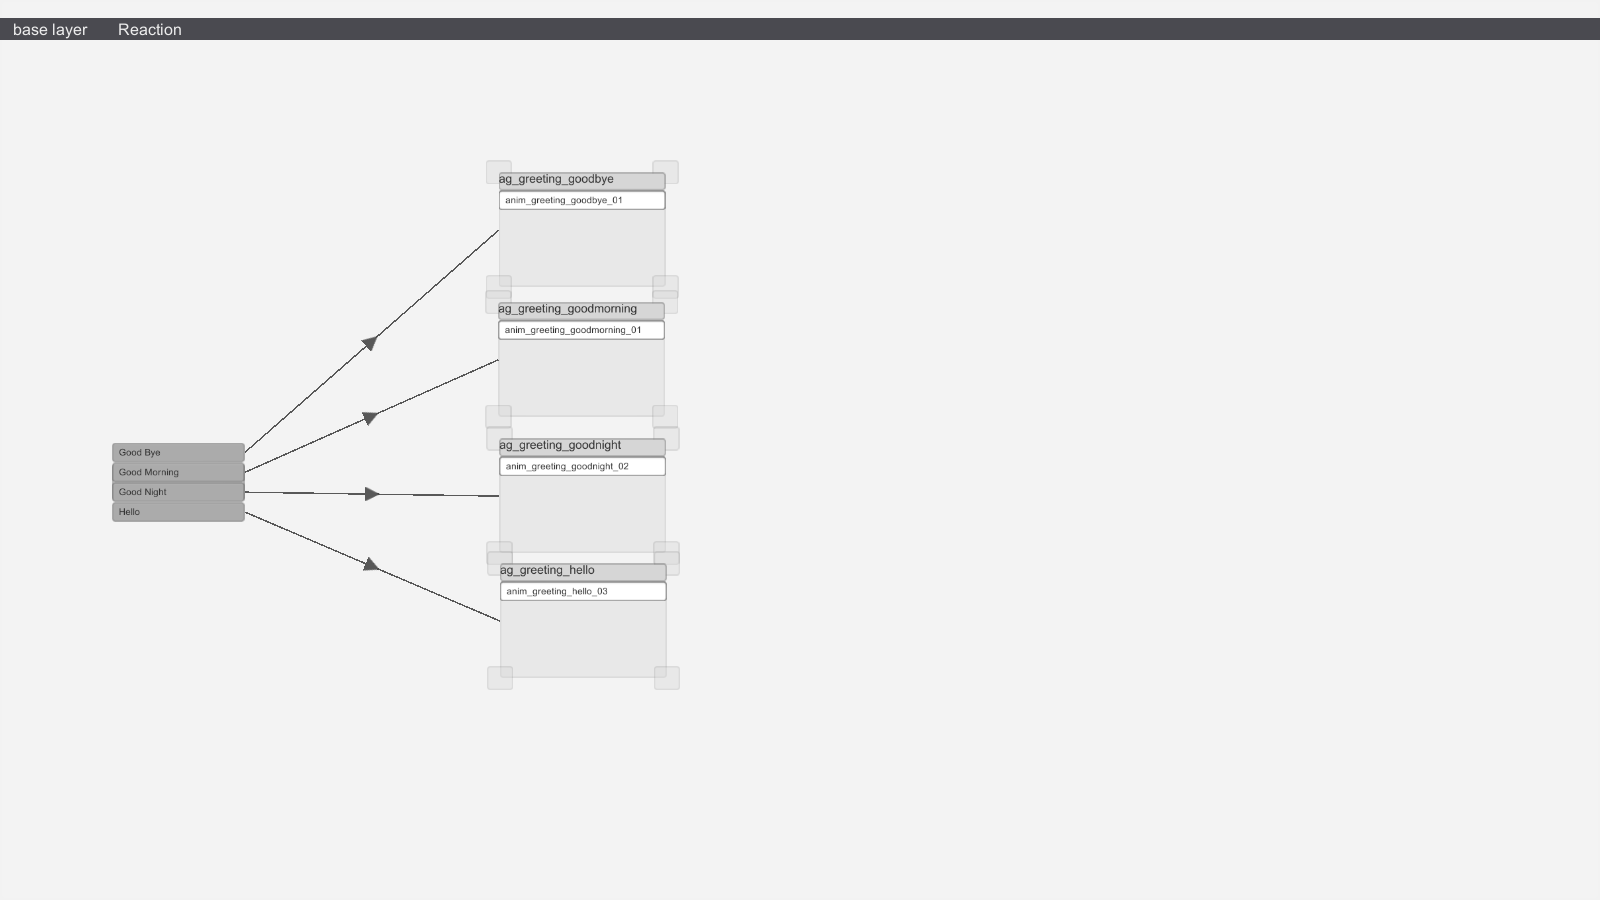 base layer Reaction
ag_greeting_goodbye
anim_greeting_goodbye_01
ag_greeting_goodmorning
anim_greeting_goodmorning_01
Good Bye
Good Morning
Good Night
Hello
ag_greeting_goodnight
anim_greeting_goodnight_02
ag_greeting_hello
anim_greeting_hello_03